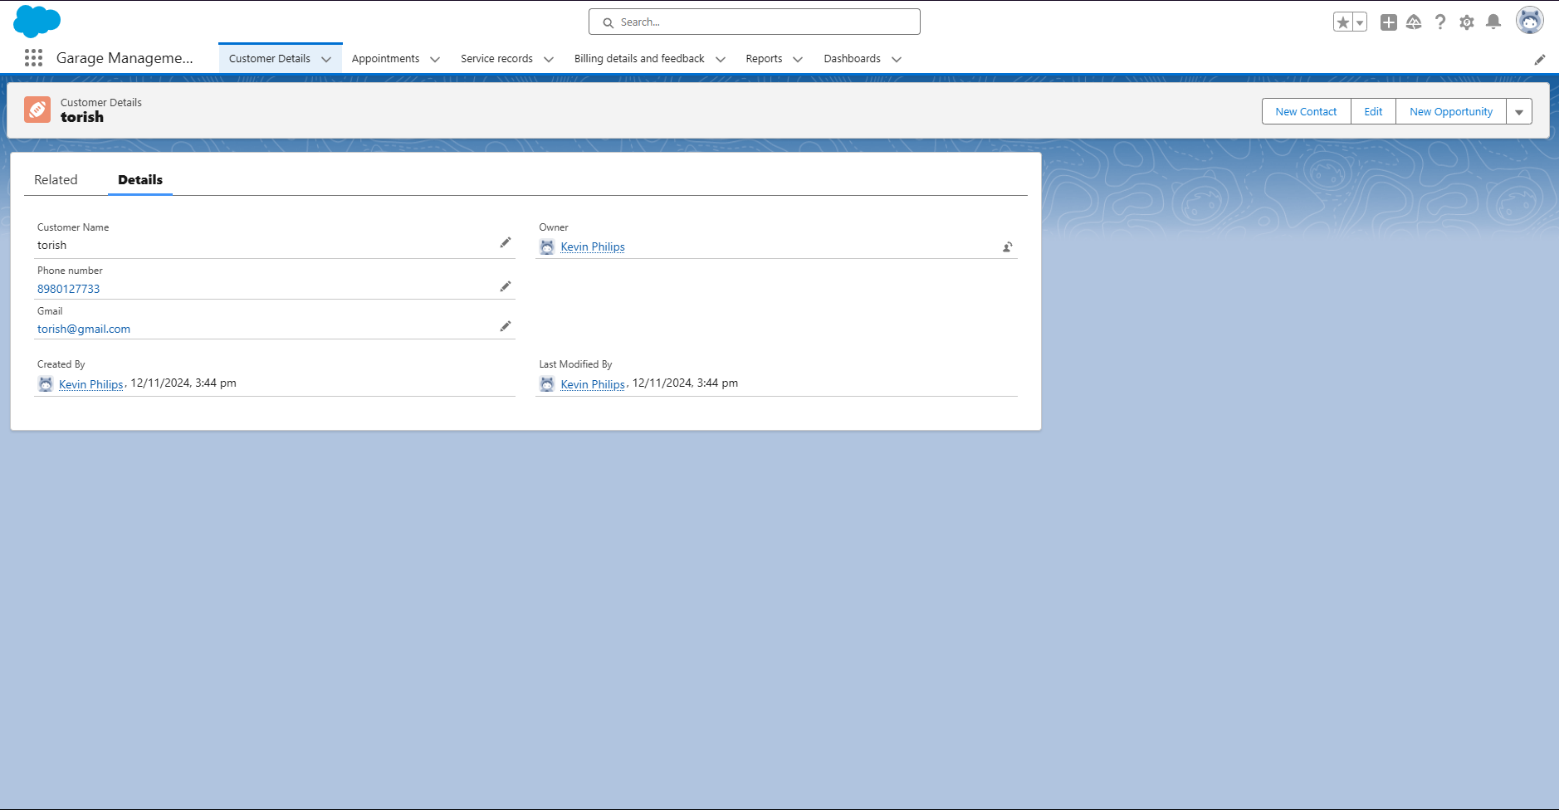 Search...
Garage Manageme...
Customer Details
Appointments
Service records
Billing details and feedback
Reports
Dashboards
Customer Details
torish
New Contact
Edit
New Opportunity
Related
Details
Customer Name
torish
Owner
Kevin Philips
Phone number
8980127733
Gmail
torish@gmail.com
Created By
Kevin Philips, 12/11/2024, 3:44 pm
Last Modified By
Kevin Philips, 12/11/2024, 3:44 pm